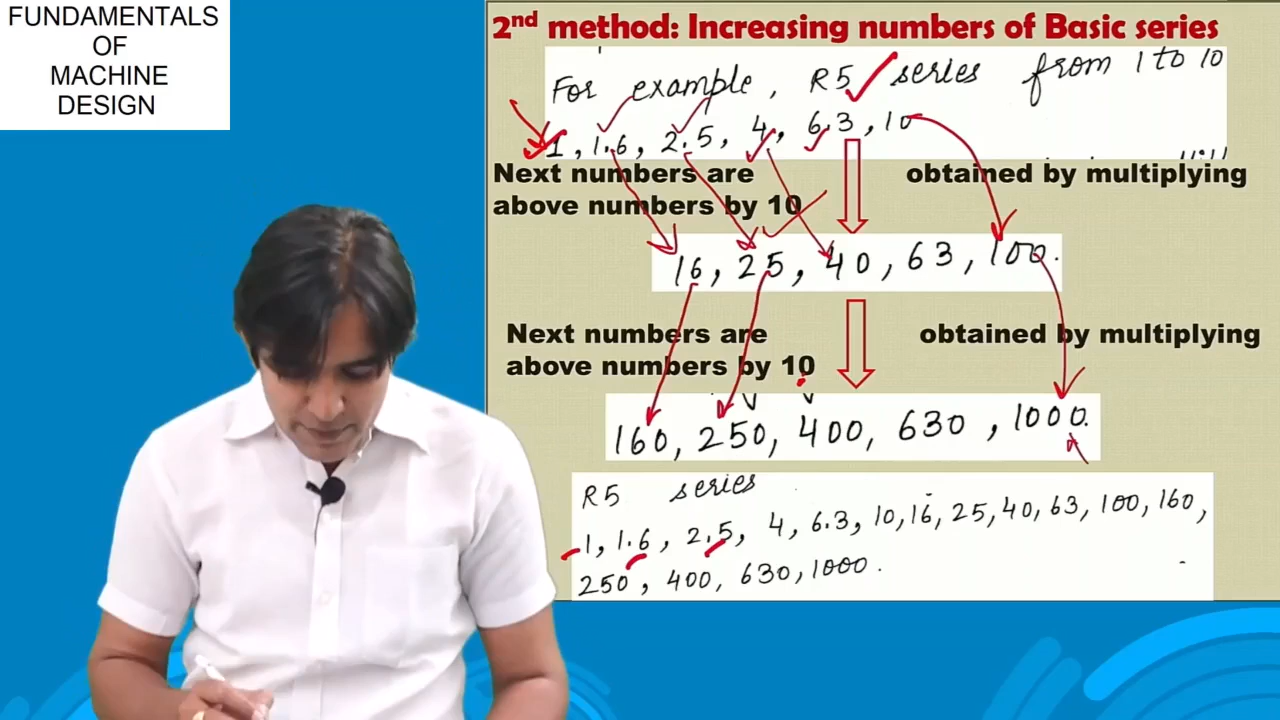 FUNDAMENTALS
OF
MACHINE
DESIGN
2nd method: Increasing numbers of Basic series
For example, R5 series from 1 to 10
1, 1.6, 2.5, 4, 6.3, 10
Next numbers are obtained by multiplying
above numbers by 10
16, 25, 40, 63, 100.
Next numbers are obtained by multiplying
above numbers by 10
160, 250, 400, 630, 1000.
R5 series
1, 1.6, 2.5, 4, 6.3, 10, 16, 25, 40, 63, 100, 160,
250, 400, 630, 1000.